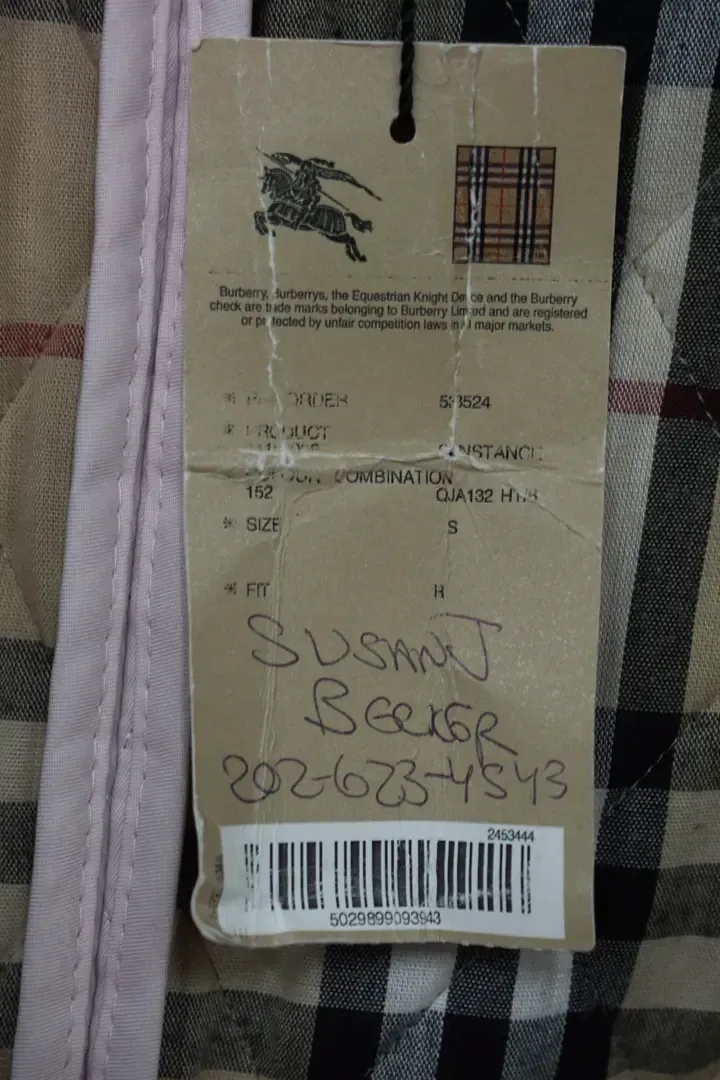 Burberry, Burberrys, the Equestrian Knight Device and the Burberry
check are trade marks belonging to Burberry Limited and are registered
or protected by unfair competition laws in all major markets.
ORDER
PRODUCT
COMBINATION
152 QJA132
SIZE S
FIT R
SUSAN J
BECKER
202-623-4543
2453444
5029899093943